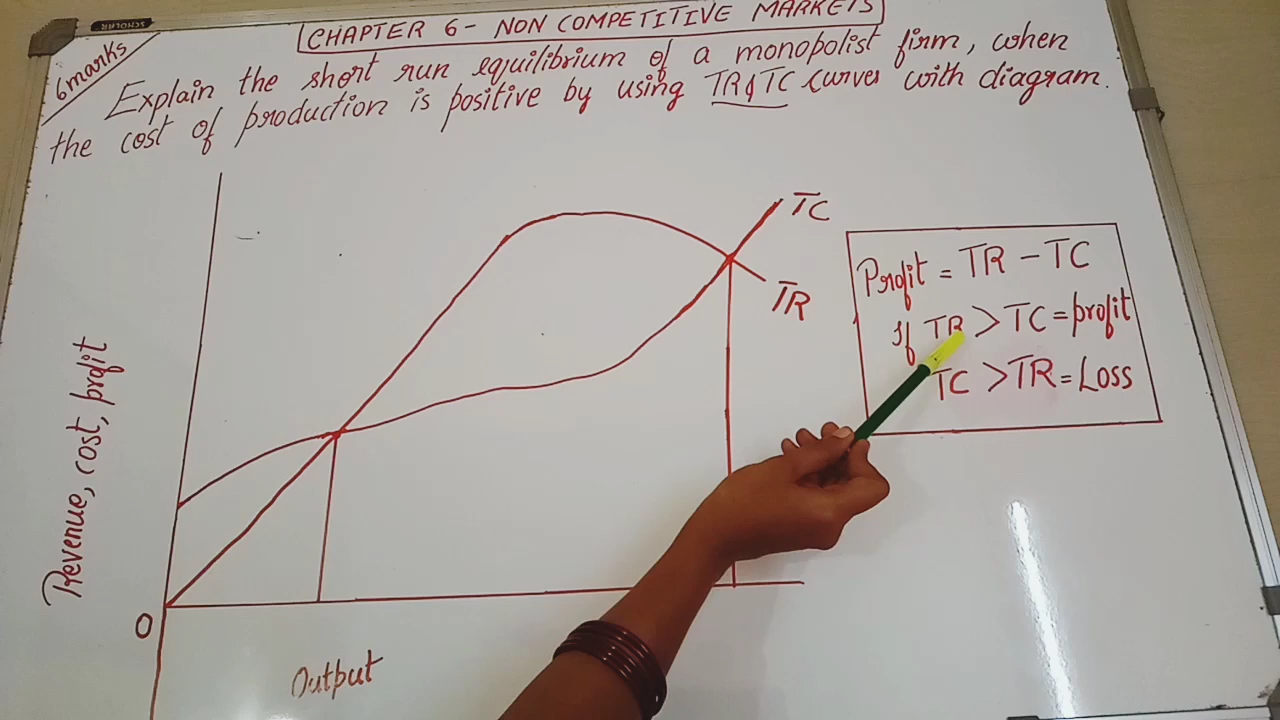 SCHOLAR
CHAPTER 6- NON COMPETITIVE MARKETS
6marks
Explain the short run equilibrium of a monopolist firm, when
the cost of production is positive by using TR & TC curves with diagram.
TC
TR
Profit = TR - TC
If TR > TC = profit
TC > TR = Loss
Revenue, cost, profit
O
Output